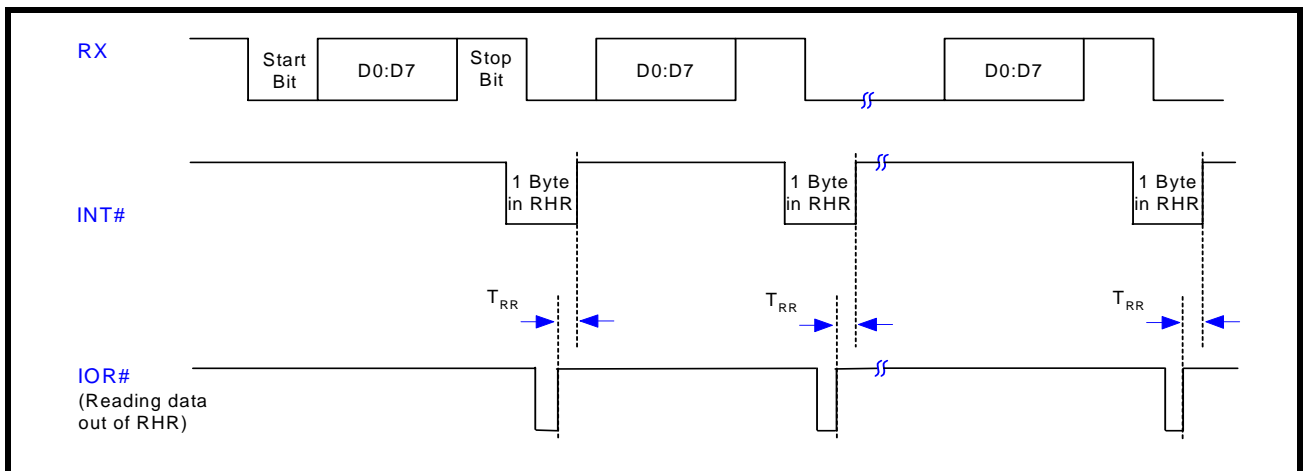 RX
Start
Bit
D0:D7
Stop
Bit
D0:D7
D0:D7
INT#
1 Byte
in RHR
1 Byte
in RHR
1 Byte
in RHR
TRR
TRR
TRR
IOR#
(Reading data
out of RHR)